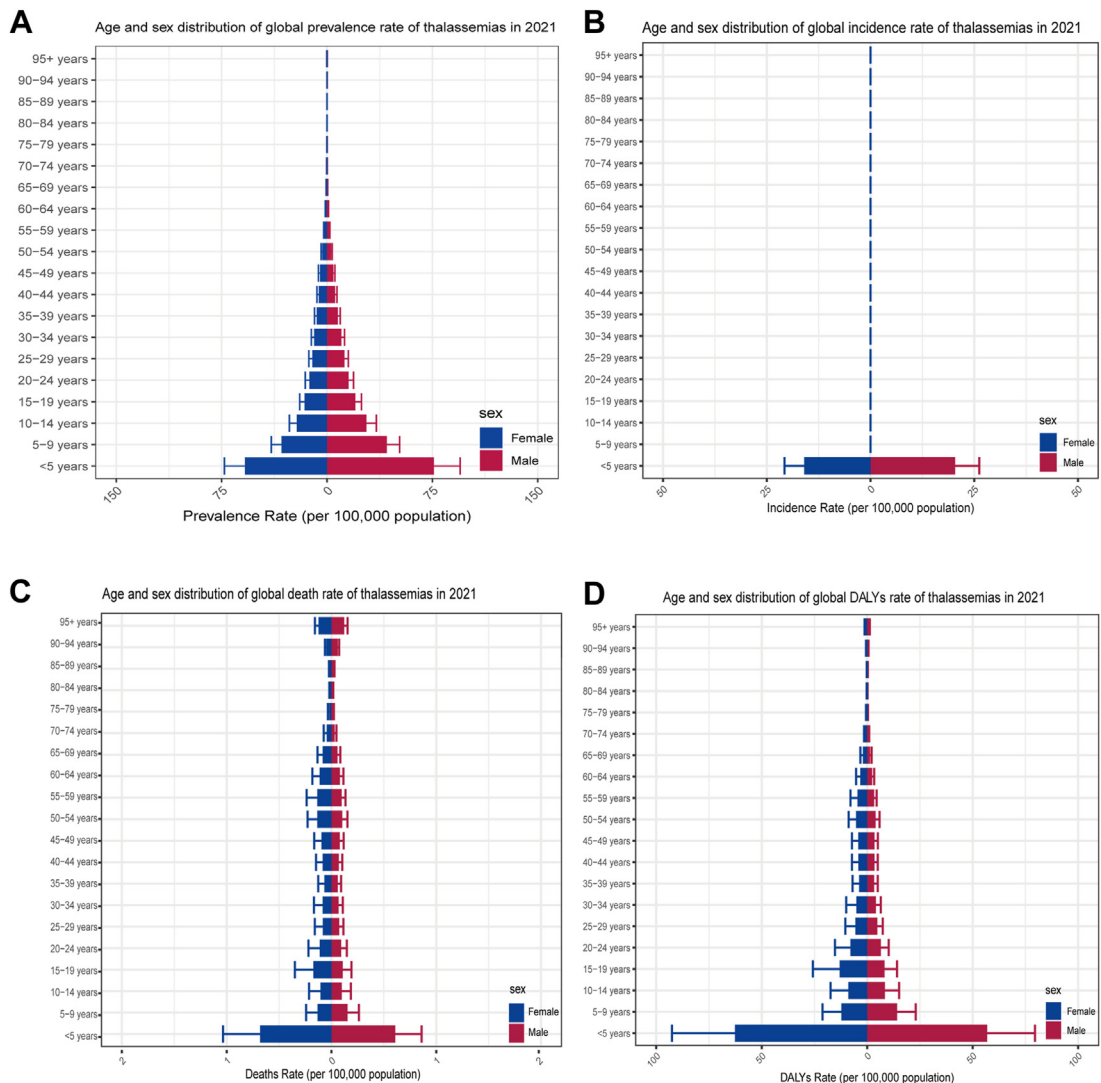 A
Age and sex distribution of global prevalence rate of thalassemias in 2021
95+ years
90−94 years
85−89 years
80−84 years
75−79 years
70−74 years
65−69 years
60−64 years
55−59 years
50−54 years
45−49 years
40−44 years
35−39 years
30−34 years
25−29 years
20−24 years
15−19 years
10−14 years
5−9 years
<5 years
sex
Female
Male
150
75
0
75
150
Prevalence Rate (per 100,000 population)
B
Age and sex distribution of global incidence rate of thalassemias in 2021
95+ years
90−94 years
85−89 years
80−84 years
75−79 years
70−74 years
65−69 years
60−64 years
55−59 years
50−54 years
45−49 years
40−44 years
35−39 years
30−34 years
25−29 years
20−24 years
15−19 years
10−14 years
5−9 years
<5 years
sex
Female
Male
50
25
0
25
50
Incidence Rate (per 100,000 population)
C
Age and sex distribution of global death rate of thalassemias in 2021
95+ years
90−94 years
85−89 years
80−84 years
75−79 years
70−74 years
65−69 years
60−64 years
55−59 years
50−54 years
45−49 years
40−44 years
35−39 years
30−34 years
25−29 years
20−24 years
15−19 years
10−14 years
5−9 years
<5 years
sex
Female
Male
2
1
0
1
2
Deaths Rate (per 100,000 population)
D
Age and sex distribution of global DALYs rate of thalassemias in 2021
95+ years
90−94 years
85−89 years
80−84 years
75−79 years
70−74 years
65−69 years
60−64 years
55−59 years
50−54 years
45−49 years
40−44 years
35−39 years
30−34 years
25−29 years
20−24 years
15−19 years
10−14 years
5−9 years
<5 years
sex
Female
Male
100
50
0
50
100
DALYs Rate (per 100,000 population)